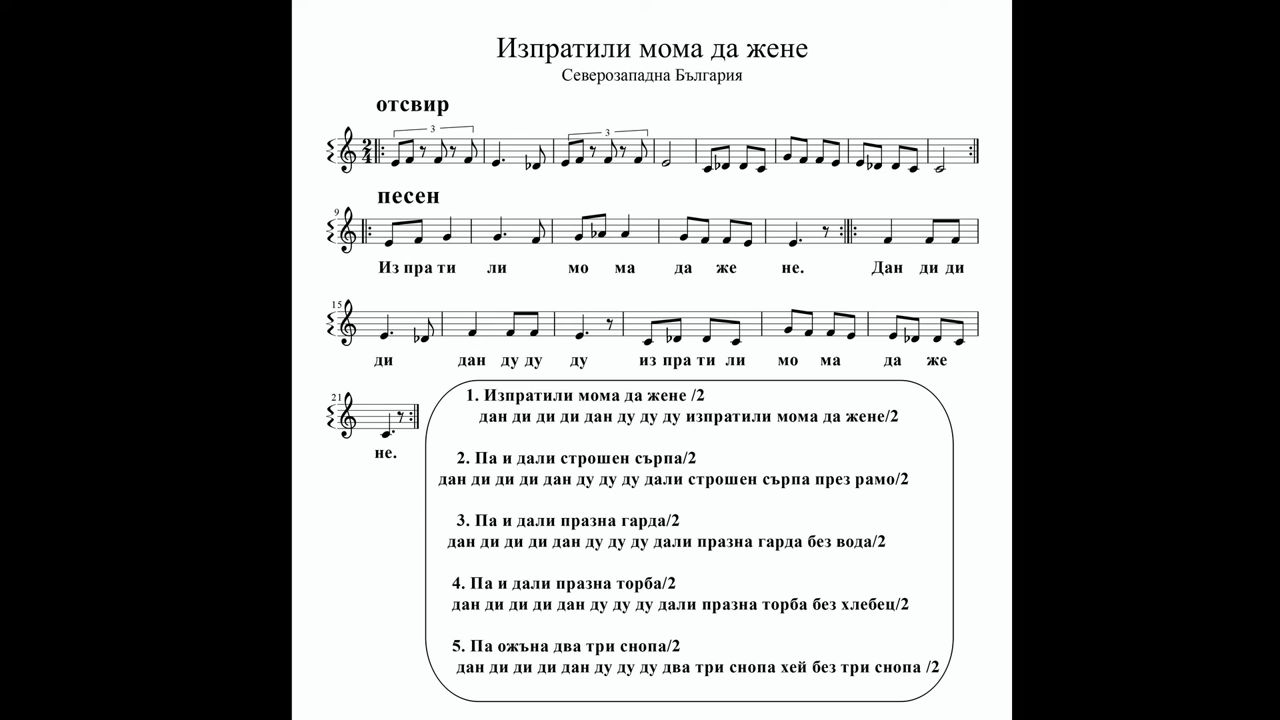 Изпратили мома да жене
Северозападна България
отсвир
3 3
2
4
песен
9
Из пра ти ли мо ма да же не. Дан ди ди
15
ди дан ду ду ду из пра ти ли мо ма да же
21
не.
1. Изпратили мома да жене /2
дан ди ди ди дан ду ду ду изпратили мома да жене/2
2. Па и дали строшен сърпа/2
дан ди ди ди дан ду ду ду дали строшен сърпа през рамо/2
3. Па и дали празна гарда/2
дан ди ди ди дан ду ду ду дали празна гарда без вода/2
4. Па и дали празна торба/2
дан ди ди ди дан ду ду ду дали празна торба без хлебец/2
5. Па ожъна два три снопа/2
дан ди ди ди дан ду ду ду два три снопа хей без три снопа /2